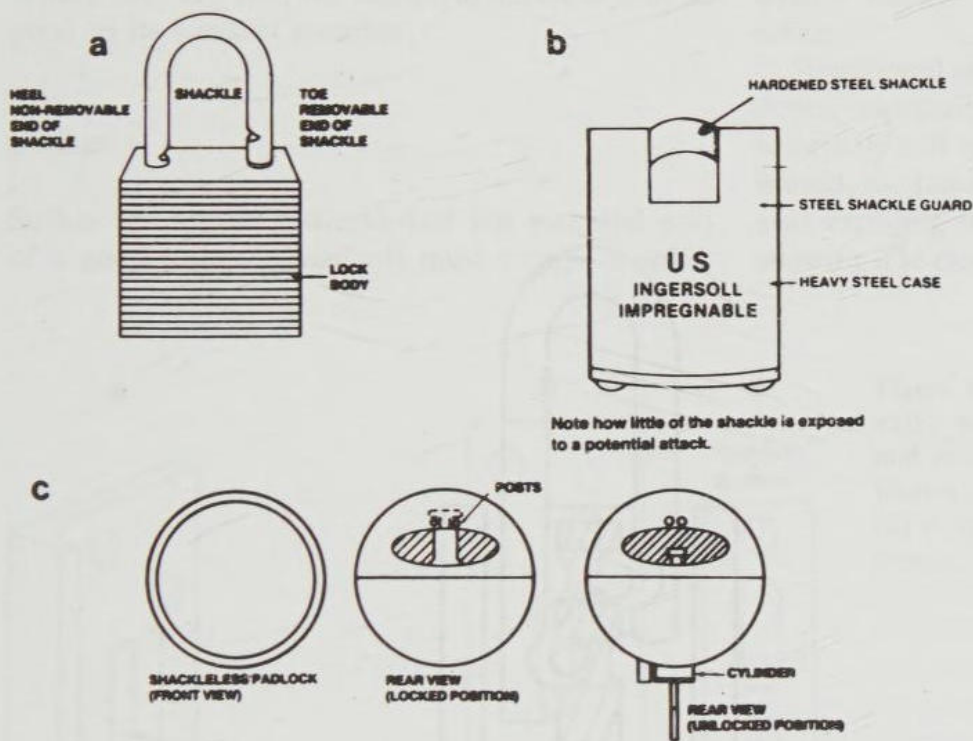 a
HEEL
NON-REMOVABLE
END OF
SHACKLE
SHACKLE
TOE
REMOVABLE
END OF
SHACKLE
LOCK
BODY
b
HARDENED STEEL SHACKLE
STEEL SHACKLE GUARD
HEAVY STEEL CASE
U S
INGERSOLL
IMPREGNABLE
Note how little of the shackle is exposed
to a potential attack.
c
POSTS
SHACKLELESS PADLOCK
(FRONT VIEW)
REAR VIEW
(LOCKED POSITION)
CYLINDER
REAR VIEW
(UNLOCKED POSITION)